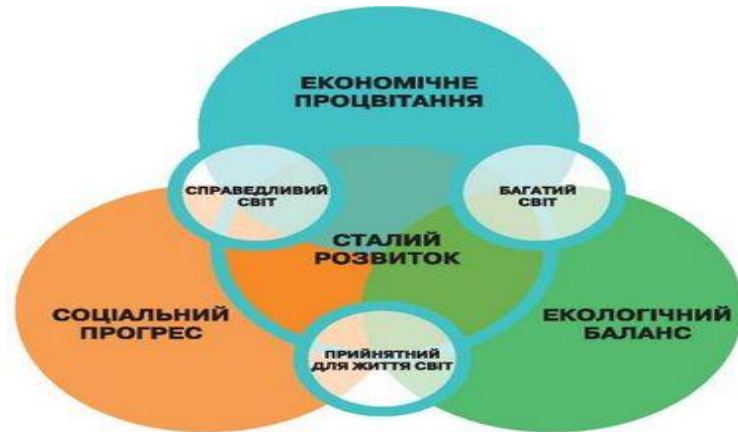 ЕКОНОМІЧНЕ
ПРОЦВІТАННЯ
СПРАВЕДЛИВИЙ
СВІТ
БАГАТИЙ
СВІТ
СТАЛИЙ
РОЗВИТОК
СОЦІАЛЬНИЙ
ПРОГРЕС
ЕКОЛОГІЧНИЙ
БАЛАНС
ПРИЙНЯТНИЙ
ДЛЯ ЖИТТЯ СВІТ